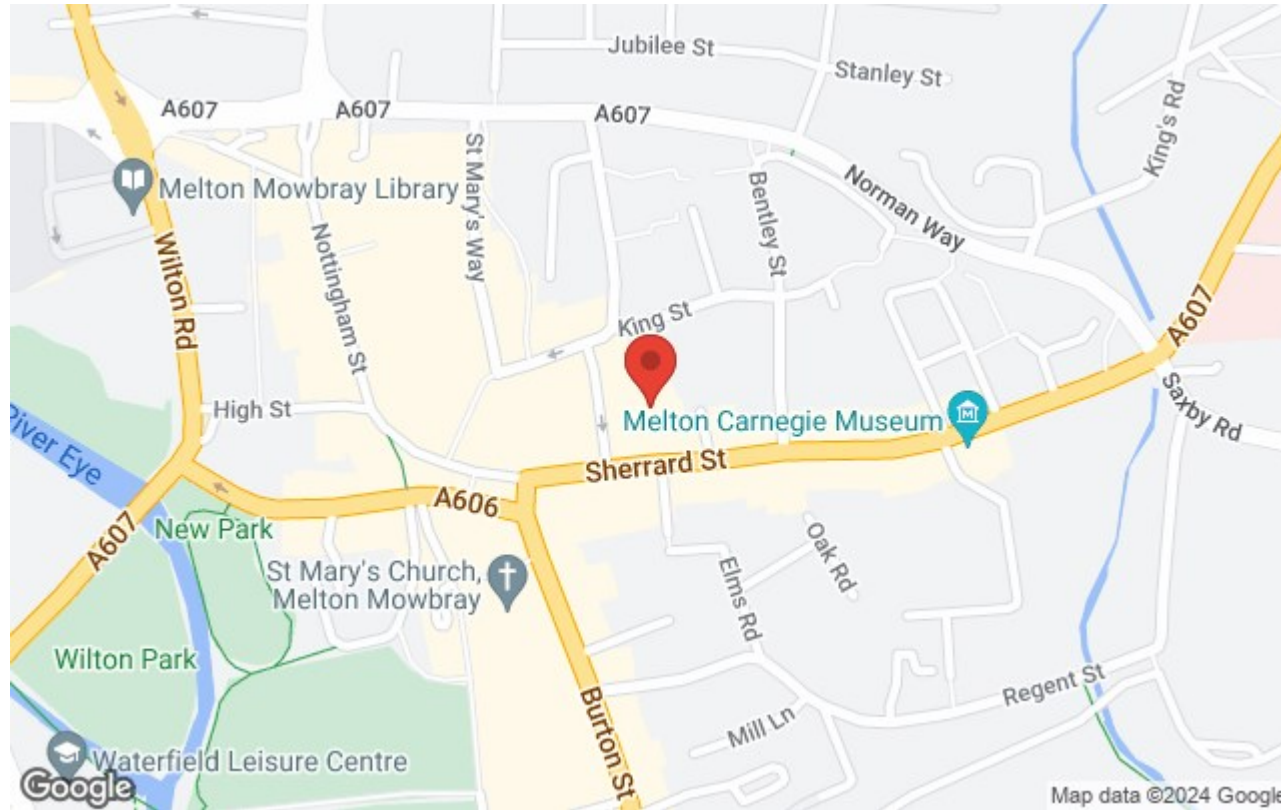 Jubilee St
Stanley St
A607
A607
A607
King's Rd
Melton Mowbray Library
St Mary's Way
Bentley St
Norman Way
Nottingham St
Wilton Rd
King St
A607
High St
Melton Carnegie Museum
Saxby Rd
River Eye
Sherrard St
A606
A607
New Park
Oak Rd
St Mary's Church,
Melton Mowbray
Elms Rd
Wilton Park
Regent St
Burton St
Mill Ln
Waterfield Leisure Centre
Google
Map data ©2024 Google